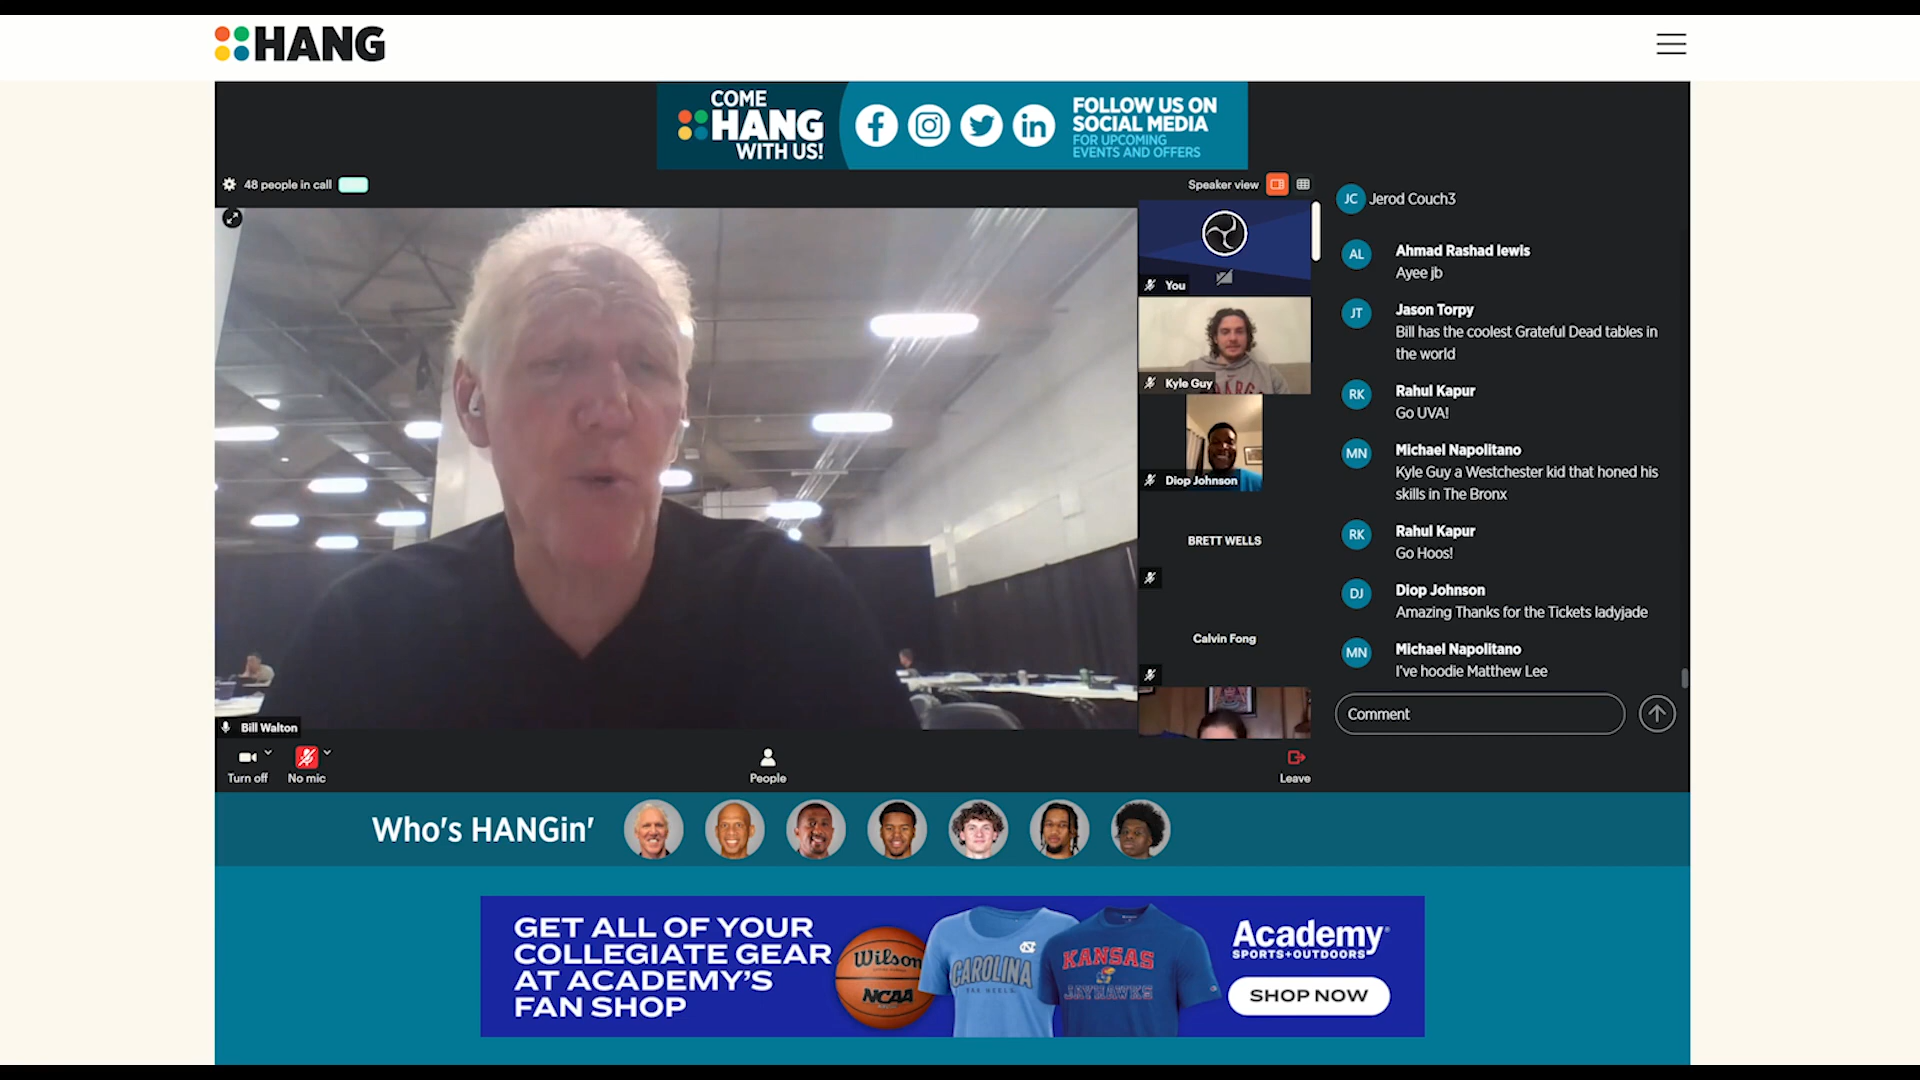 HANG
COME
HANG
WITH US!
FOLLOW US ON
SOCIAL MEDIA
FOR UPCOMING
EVENTS AND OFFERS
48 people in call
Speaker view
You
Kyle Guy
Diop Johnson
BRETT WELLS
Calvin Fong
Bill Walton
JC Jerod Couch3
AL Ahmad Rashad lewis
Ayee jb
JT Jason Torpy
Bill has the coolest Grateful Dead tables in
the world
RK Rahul Kapur
Go UVA!
MN Michael Napolitano
Kyle Guy a Westchester kid that honed his
skills in The Bronx
RK Rahul Kapur
Go Hoos!
DJ Diop Johnson
Amazing Thanks for the Tickets ladyjade
MN Michael Napolitano
I've hoodie Matthew Lee
Comment
Turn off
No mic
People
Leave
Who's HANGin'
GET ALL OF YOUR
COLLEGIATE GEAR
AT ACADEMY'S
FAN SHOP
Wilson
NCAA
CAROLINA
TAR HEELS
KANSAS
JAYHAWKS
Academy
SPORTS+OUTDOORS
SHOP NOW